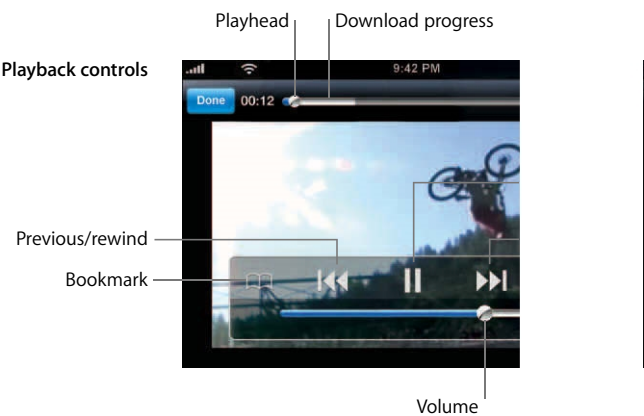 Playhead
Download progress
Playback controls
9:42 PM
Done 00:12
Previous/rewind
Bookmark
Volume